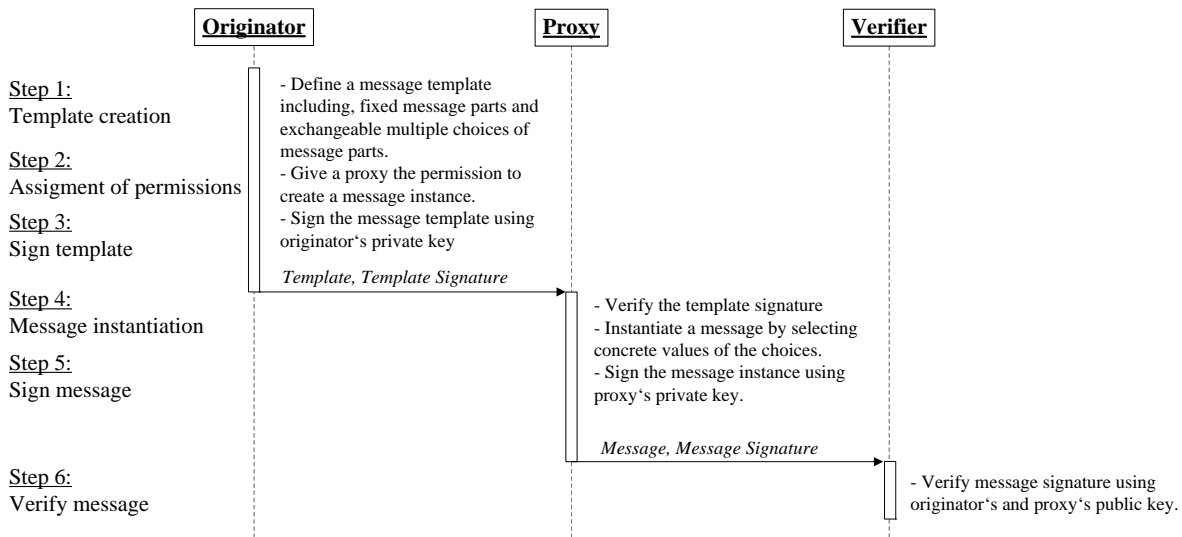 Originator
Proxy
Verifier
Step 1:
Template creation
Step 2:
Assigment of permissions
Step 3:
Sign template
- Define a message template
including, fixed message parts and
exchangeable multiple choices of
message parts.
- Give a proxy the permission to
create a message instance.
- Sign the message template using
originator‘s private key
Template, Template Signature
Step 4:
Message instantiation
Step 5:
Sign message
- Verify the template signature
- Instantiate a message by selecting
concrete values of the choices.
- Sign the message instance using
proxy‘s private key.
Message, Message Signature
Step 6:
Verify message
- Verify message signature using
originator‘s and proxy‘s public key.